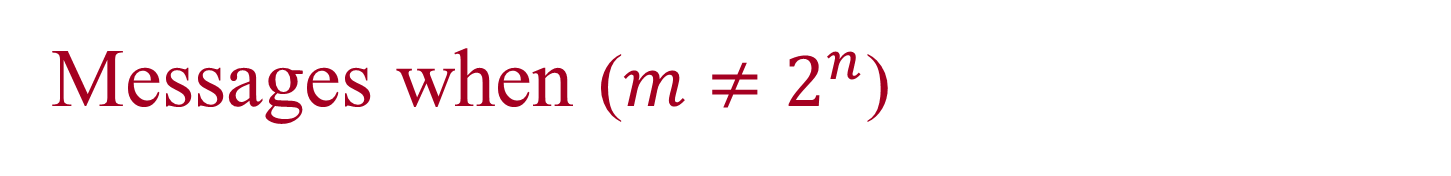 Messages when (m ≠ 2ⁿ)